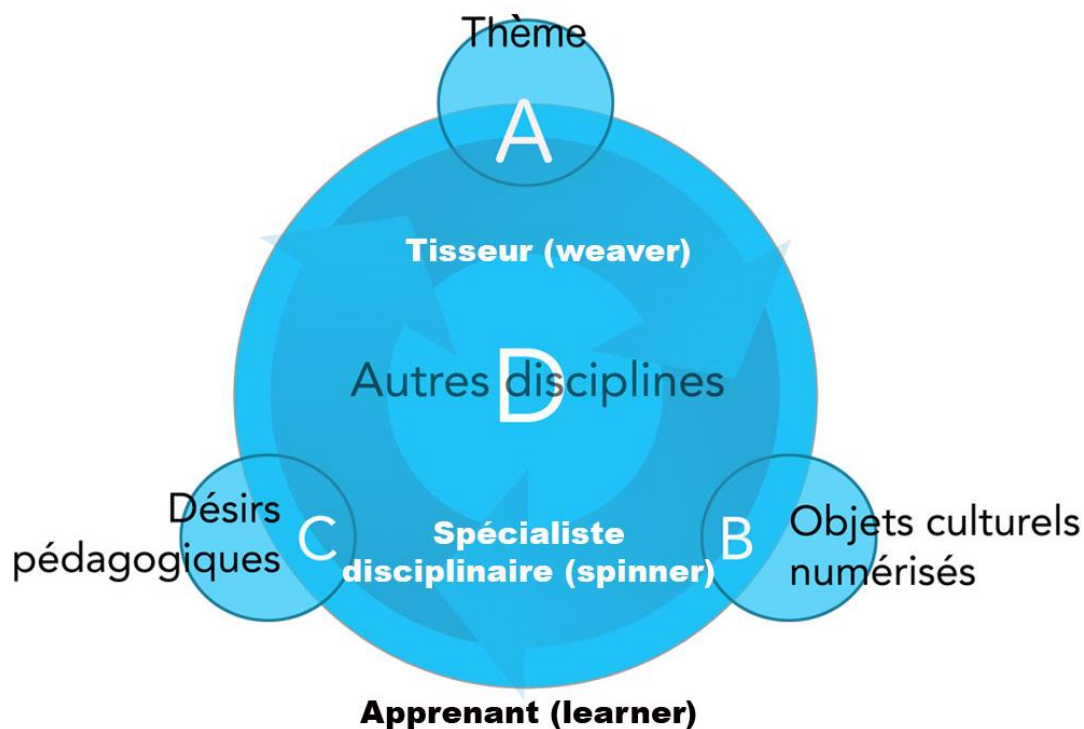 Thème
A
Tisseur (weaver)
Autres disciplines
D
Désirs
pédagogiques
C
Spécialiste
disciplinaire (spinner)
B
Objets culturels
numérisés
Apprenant (learner)